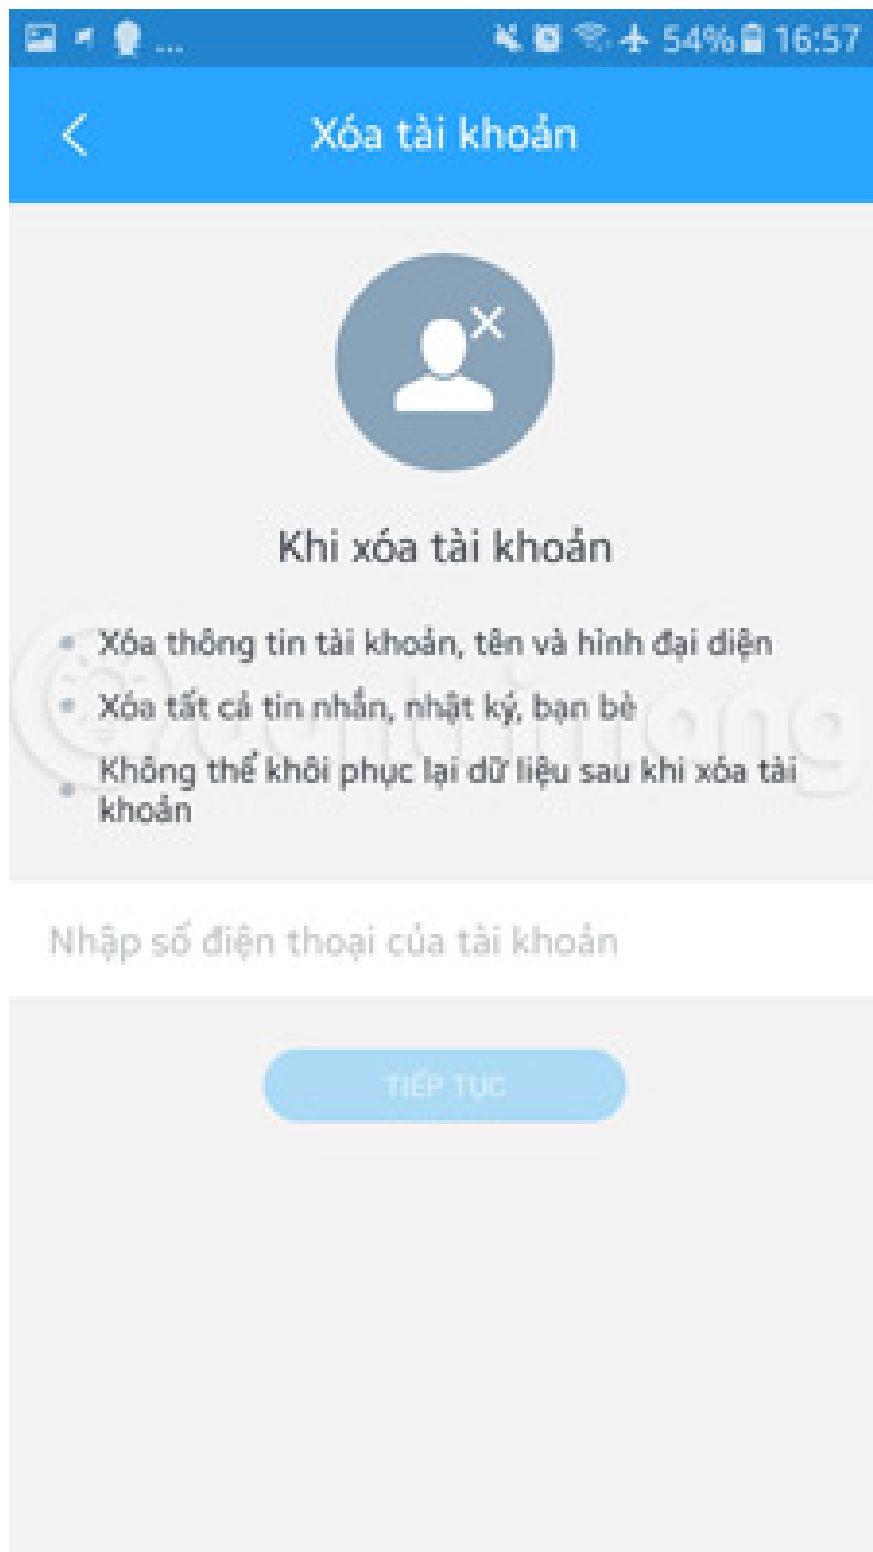 ... 54% 16:57
Xóa tài khoản
Khi xóa tài khoản
Xóa thông tin tài khoản, tên và hình đại diện
Xóa tất cả tin nhắn, nhật ký, bạn bè
Không thể khôi phục lại dữ liệu sau khi xóa tài
khoản
Nhập số điện thoại của tài khoản
TIẾP TỤC